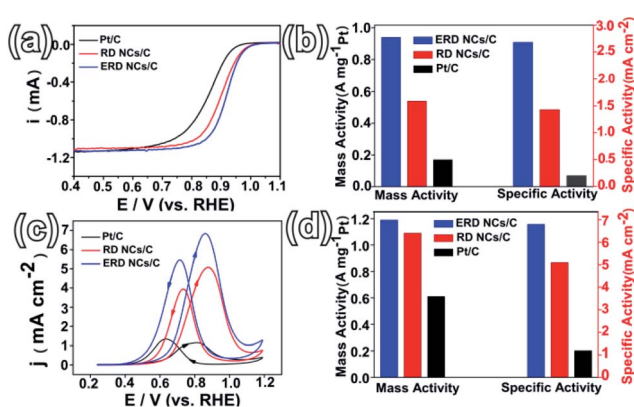 (a)
Pt/C
RD NCs/C
ERD NCs/C
i (mA)
0.0
-0.4
-0.8
-1.2
0.4 0.5 0.6 0.7 0.8 0.9 1.0 1.1
E / V (vs. RHE)
(b)
ERD NCs/C
RD NCs/C
Pt/C
Mass Activity(A mg-1Pt)
1.0
0.8
0.6
0.4
0.2
0.0
Mass Activity Specific Activity
3.0
2.5
2.0
1.5
1.0
0.5
0.0
Specific Activity(mA cm-2)
(c)
Pt/C
RD NCs/C
ERD NCs/C
j (mA cm-2)
7
6
5
4
3
2
1
0
0.2 0.4 0.6 0.8 1.0 1.2
E / V (vs. RHE)
(d)
ERD NCs/C
RD NCs/C
Pt/C
Mass Activity(A mg-1Pt)
1.2
1.0
0.8
0.6
0.4
0.2
0.0
Mass Activity Specific Activity
7
6
5
4
3
2
1
0
Specific Activity(mA cm-2)